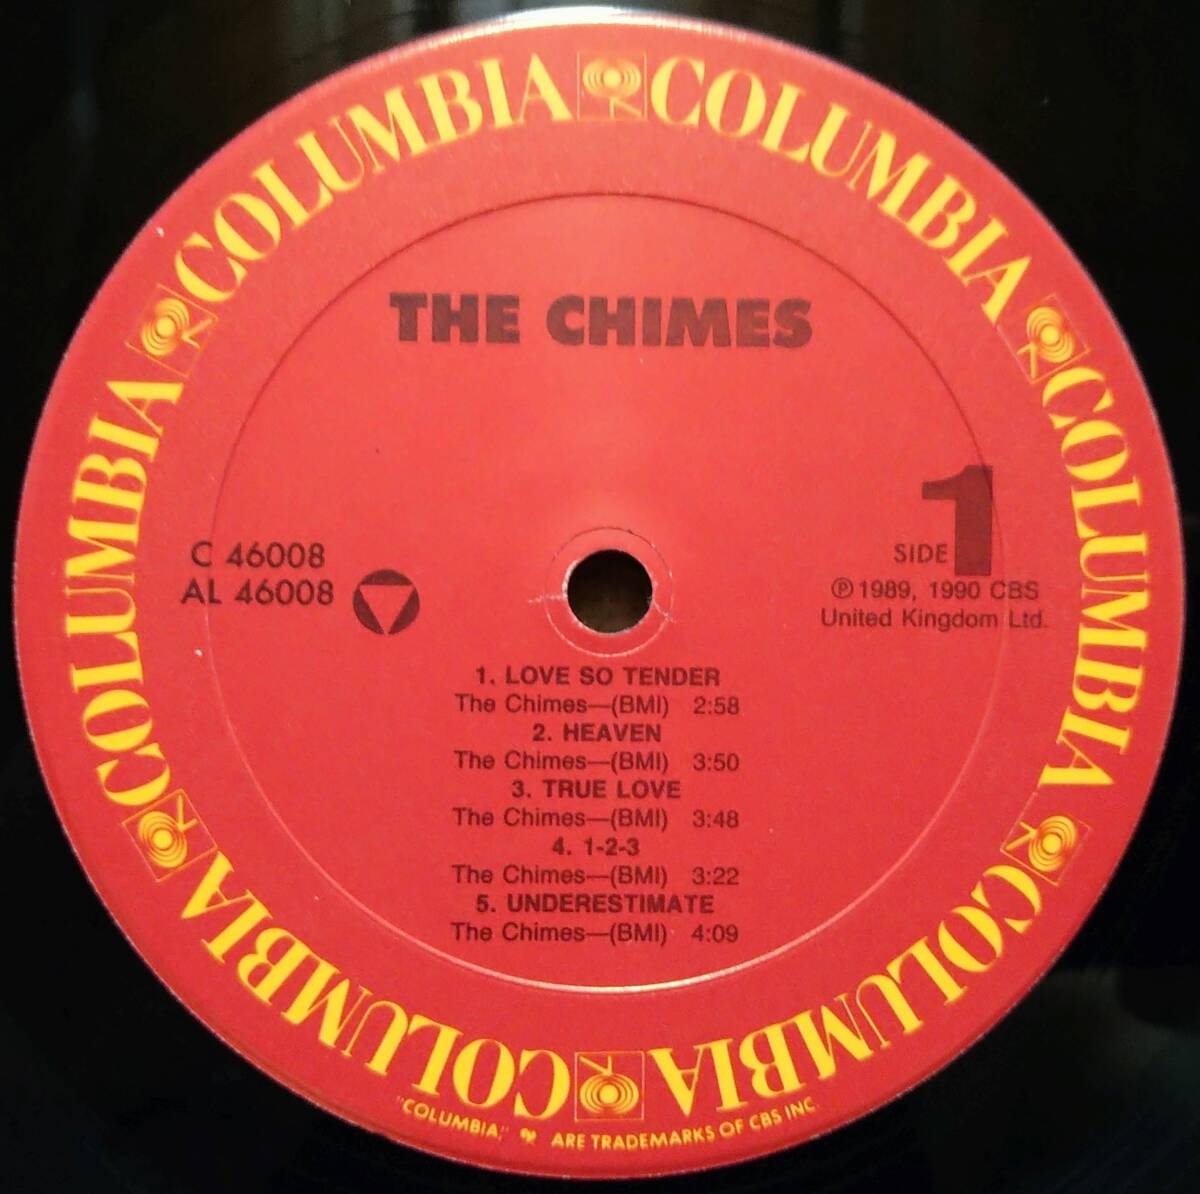 COLUMBIA COLUMBIA COLUMBIA COLUMBIA COLUMBIA COLUMBIA COLUMBIA COLUMBIA
THE CHIMES
C 46008
AL 46008
SIDE 1
Ⓟ 1989, 1990 CBS
United Kingdom Ltd.
1. LOVE SO TENDER
The Chimes—(BMI) 2:58
2. HEAVEN
The Chimes—(BMI) 3:50
3. TRUE LOVE
The Chimes—(BMI) 3:48
4. 1-2-3
The Chimes—(BMI) 3:22
5. UNDERESTIMATE
The Chimes—(BMI) 4:09
"COLUMBIA," ARE TRADEMARKS OF CBS INC.